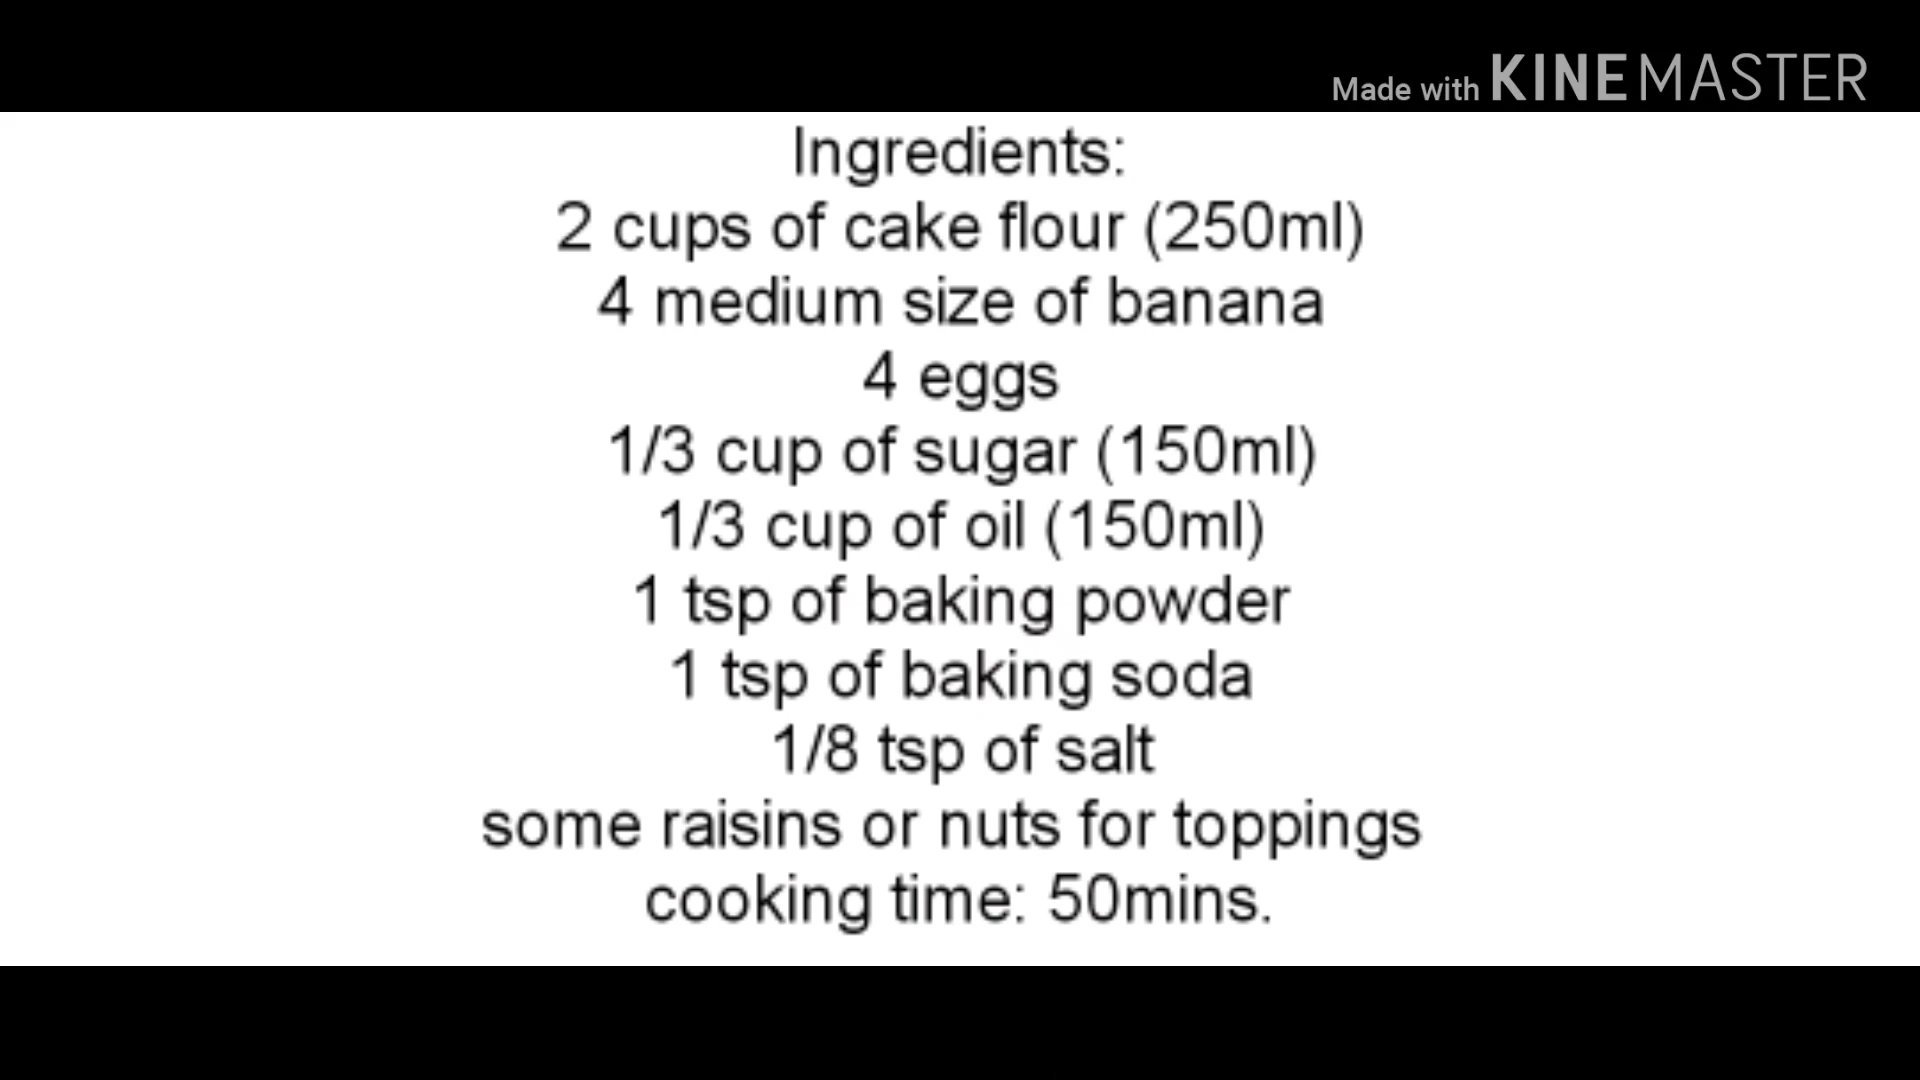 Made with KINEMASTER
Ingredients:
2 cups of cake flour (250ml)
4 medium size of banana
4 eggs
1/3 cup of sugar (150ml)
1/3 cup of oil (150ml)
1 tsp of baking powder
1 tsp of baking soda
1/8 tsp of salt
some raisins or nuts for toppings
cooking time: 50mins.